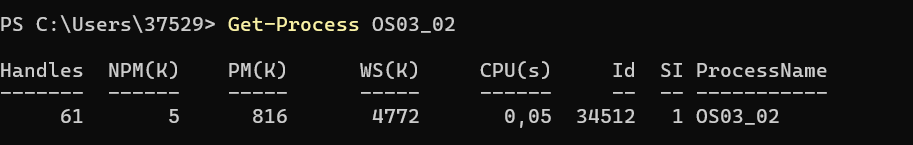 PS C:\Users\37529> Get-Process OS03_02
Handles  NPM(K)    PM(K)      WS(K)     CPU(s)     Id  SI ProcessName
-------  ------    -----      -----     ------     --  -- -----------
     61       5      816       4772       0,05  34512   1 OS03_02